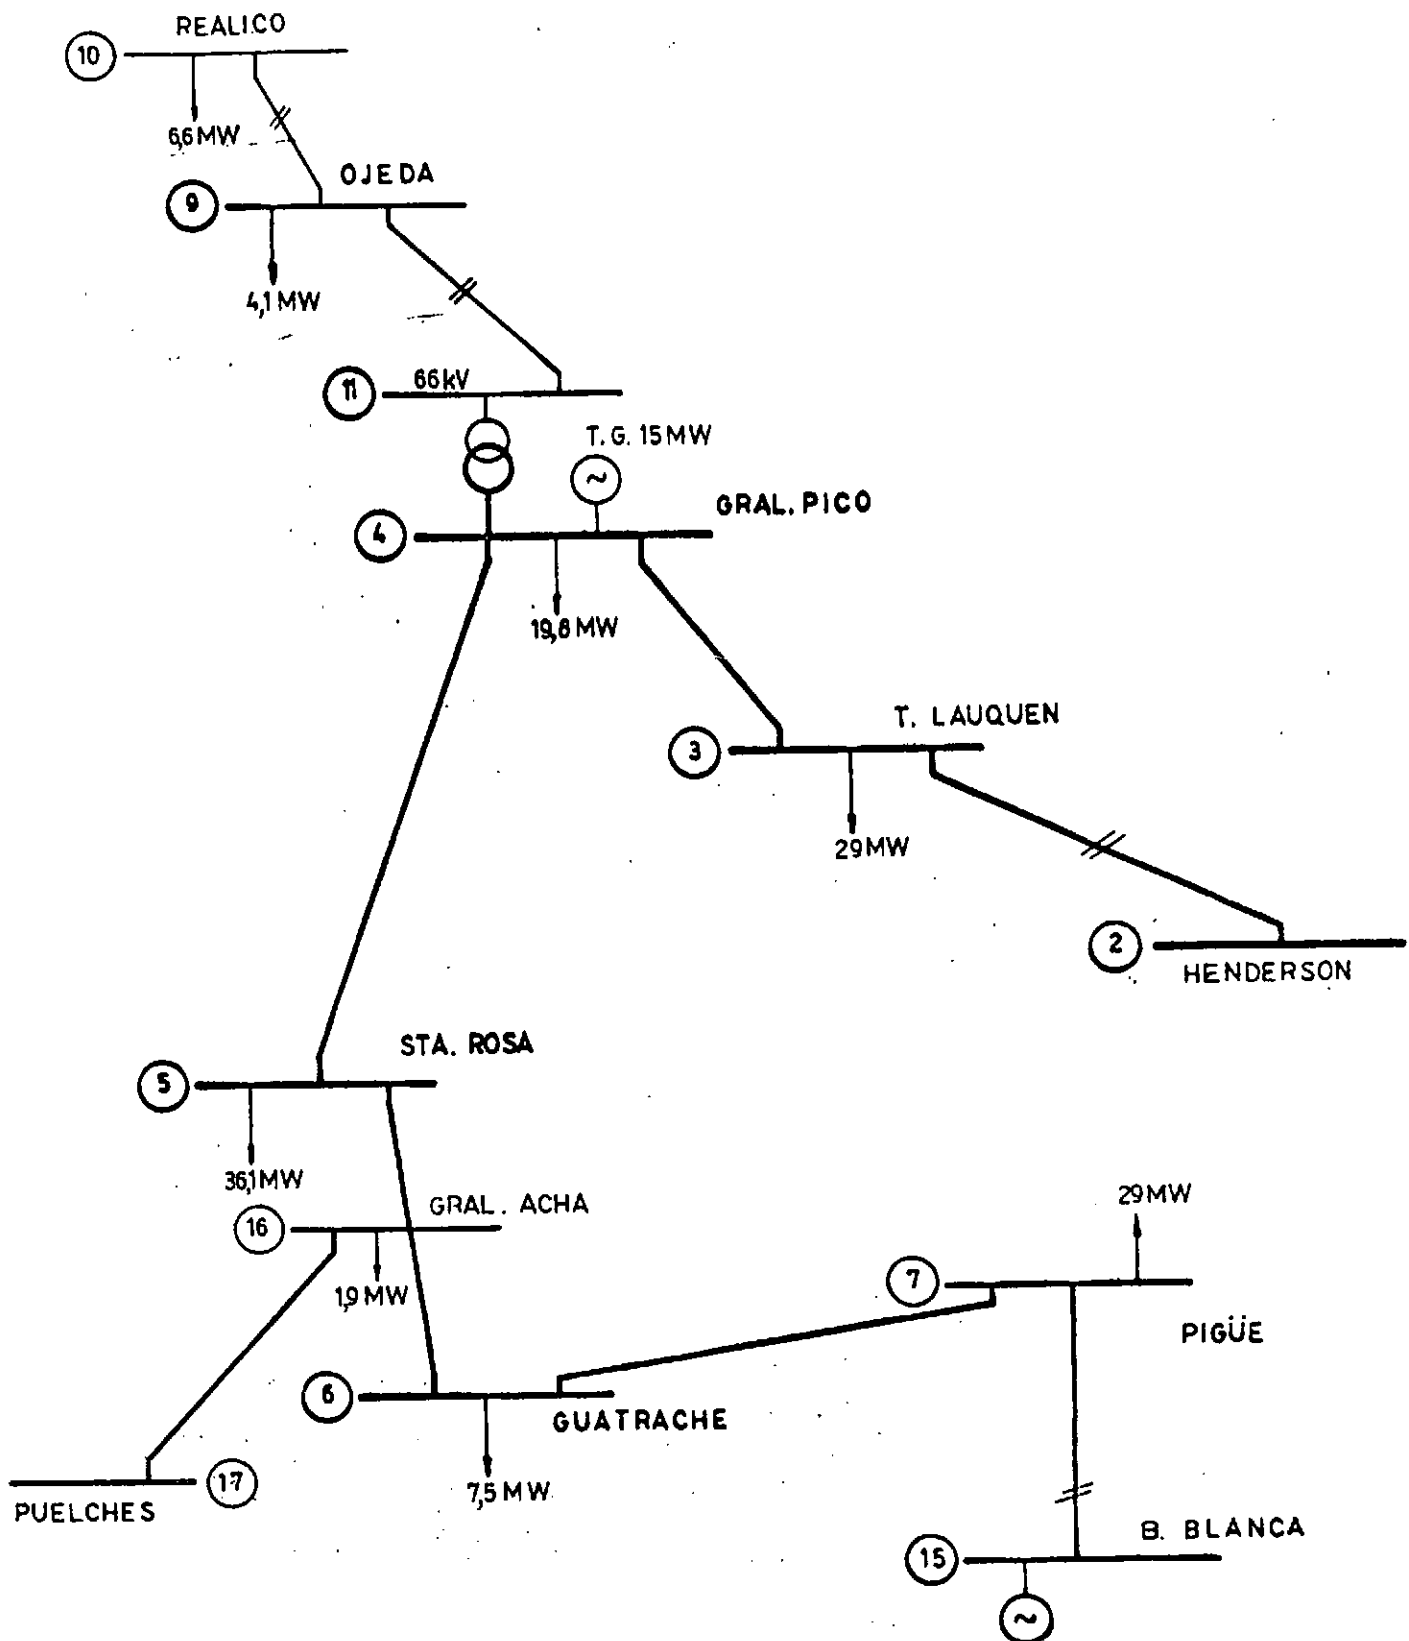 REALICO
10
6,6 MW
OJEDA
9
4,1 MW
11
66 kV
T. G. 15 MW
~
GRAL. PICO
4
19,8 MW
T. LAUQUEN
3
29 MW
2
HENDERSON
STA. ROSA
5
36,1 MW
GRAL. ACHA
16
1,9 MW
29 MW
7
PIGÜE
6
GUATRACHE
7,5 MW
17
PUELCHES
B. BLANCA
15
~